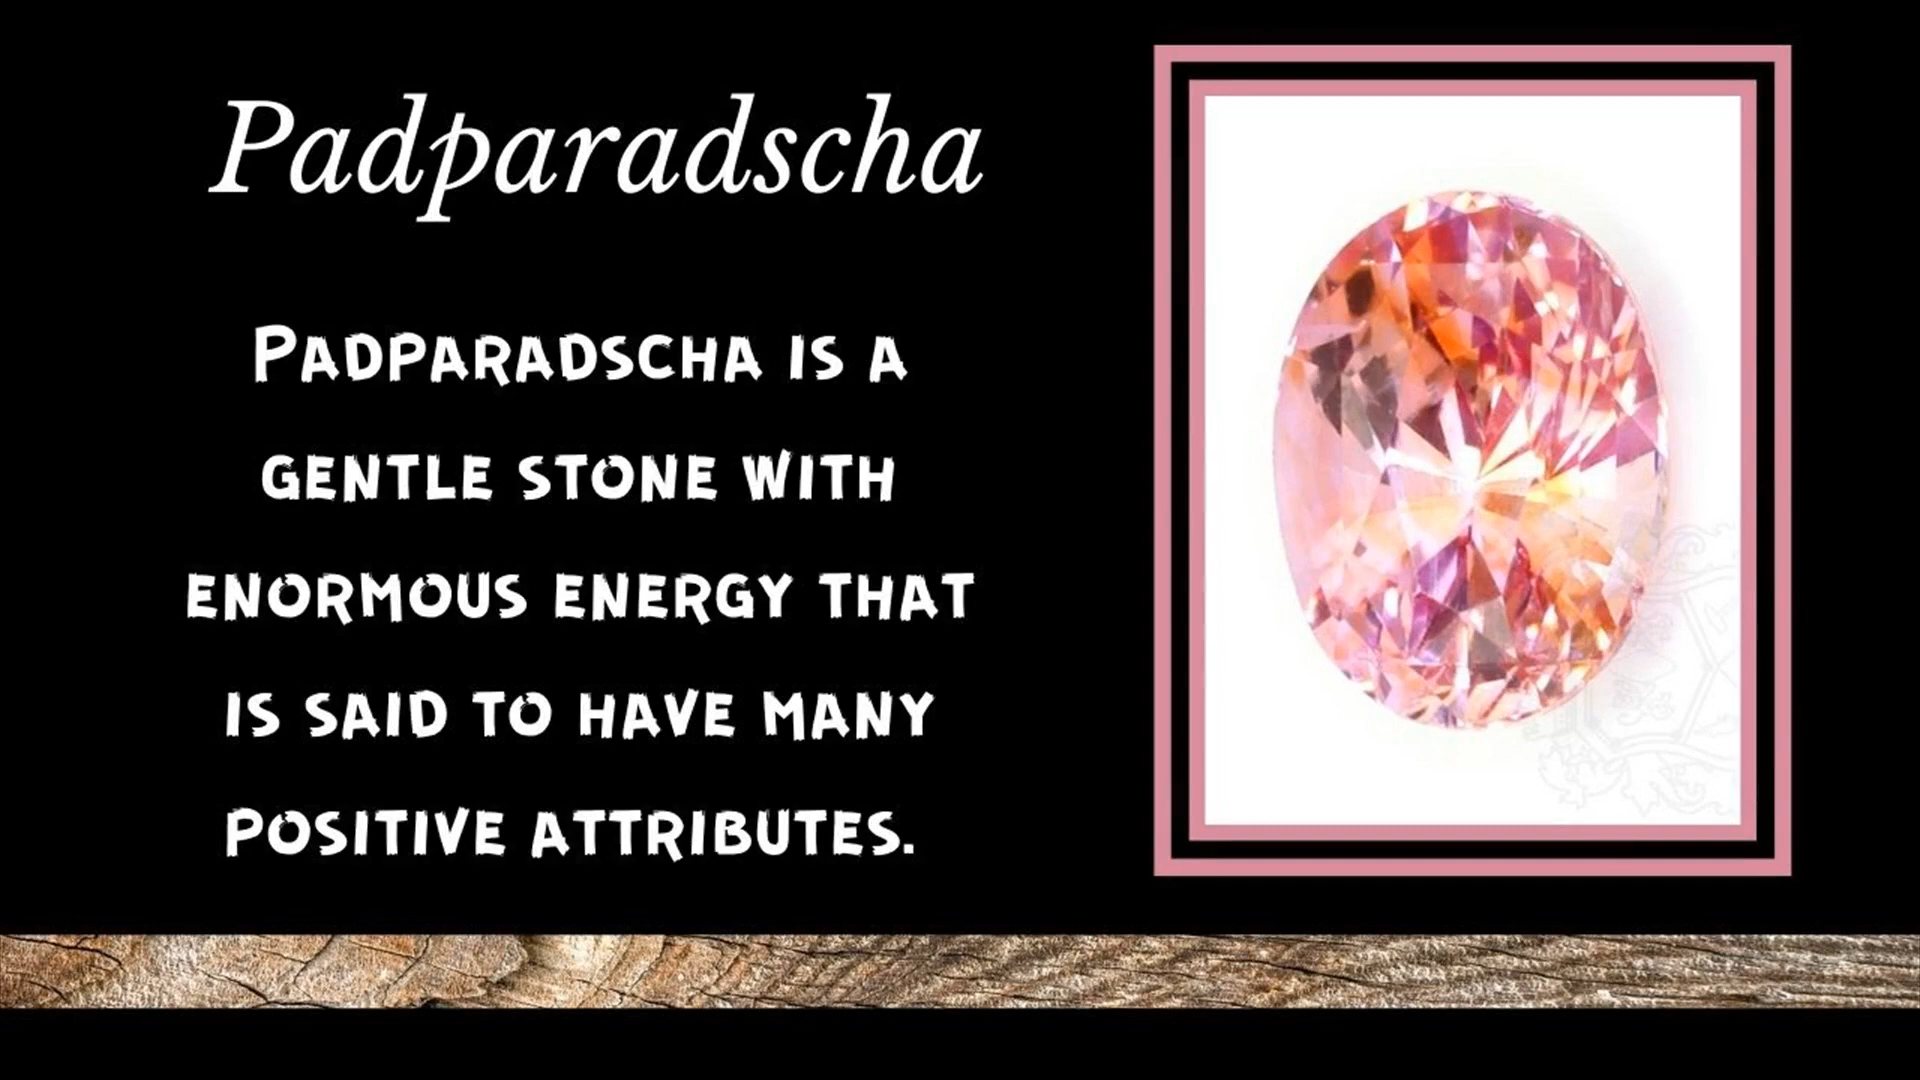 Padparadscha
Padparadscha is a
gentle stone with
enormous energy that
is said to have many
positive attributes.